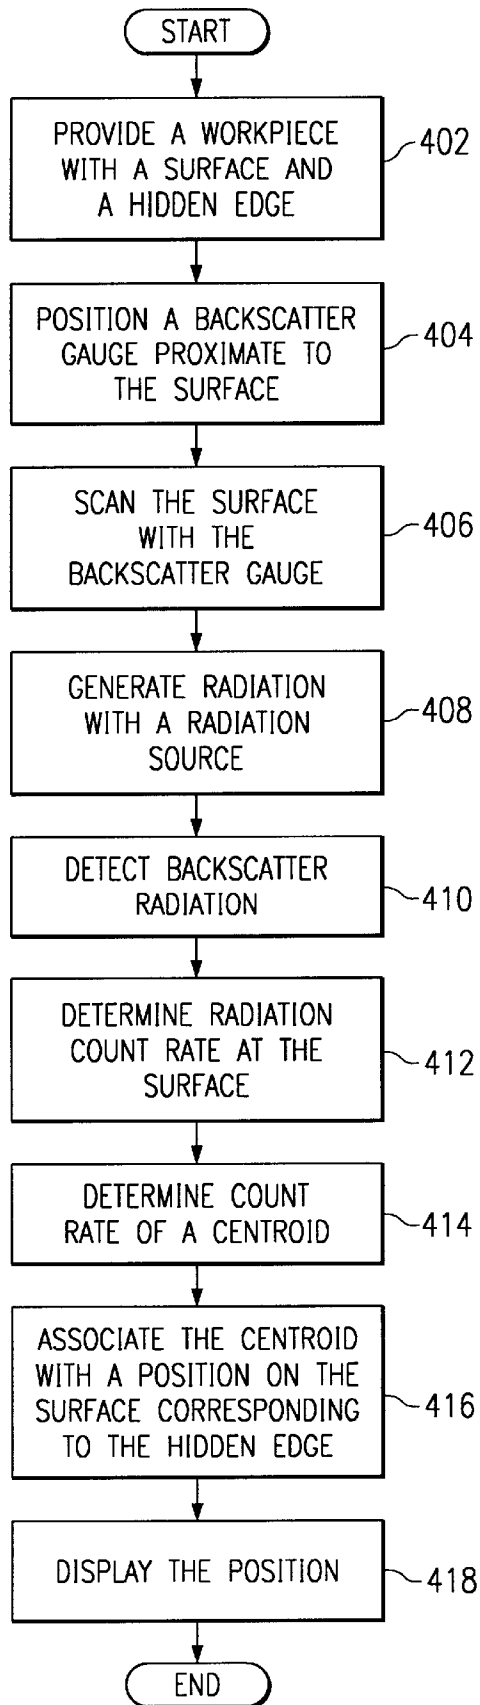 START
PROVIDE A WORKPIECE
WITH A SURFACE AND
A HIDDEN EDGE
402
POSITION A BACKSCATTER
GAUGE PROXIMATE TO
THE SURFACE
404
SCAN THE SURFACE
WITH THE
BACKSCATTER GAUGE
406
GENERATE RADIATION
WITH A RADIATION
SOURCE
408
DETECT BACKSCATTER
RADIATION
410
DETERMINE RADIATION
COUNT RATE AT THE
SURFACE
412
DETERMINE COUNT
RATE OF A CENTROID
414
ASSOCIATE THE CENTROID
WITH A POSITION ON THE
SURFACE CORRESPONDING
TO THE HIDDEN EDGE
416
DISPLAY THE POSITION
418
END